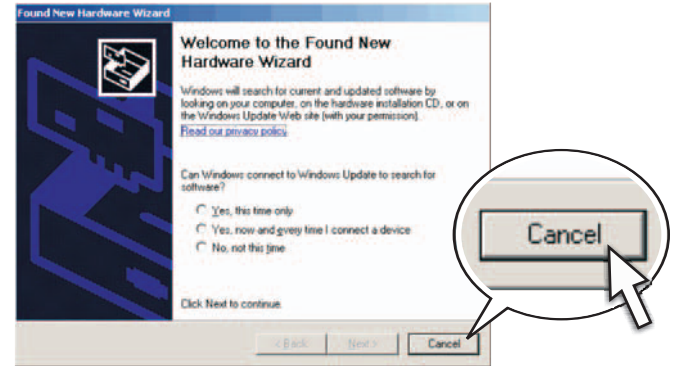 Found New Hardware Wizard
Welcome to the Found New
Hardware Wizard
Windows will search for current and updated software by
looking on your computer, on the hardware installation CD, or on
the Windows Update Web site (with your permission).
Read our privacy policy
Can Windows connect to Windows Update to search for
software?
Yes, this time only
Yes, now and every time I connect a device
No, not this time
Click Next to continue.
< Back Next > Cancel
Cancel